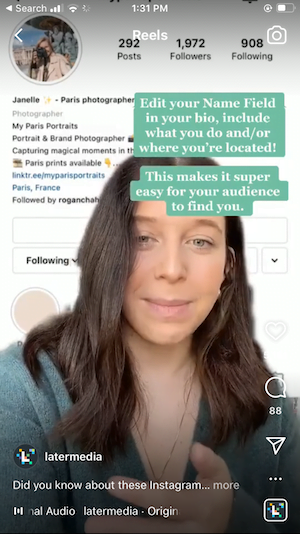 Search
1:31 PM
Reels
292
1,972
908
Posts
Followers
Following
Janelle ✨ - Paris photographer
Photographer
My Paris Portraits
Portrait & Brand Photographer
Capturing magical moments in th
Paris prints available 👇
linktr.ee/myparisportraits
Paris, France
Followed by roganchah
Edit your Name Field
in your bio, include
what you do and/or
where you're located!
This makes it super
easy for your audience
to find you.
Following
88
latermedia
Did you know about these Instagram... more
nal Audio latermedia · Origin